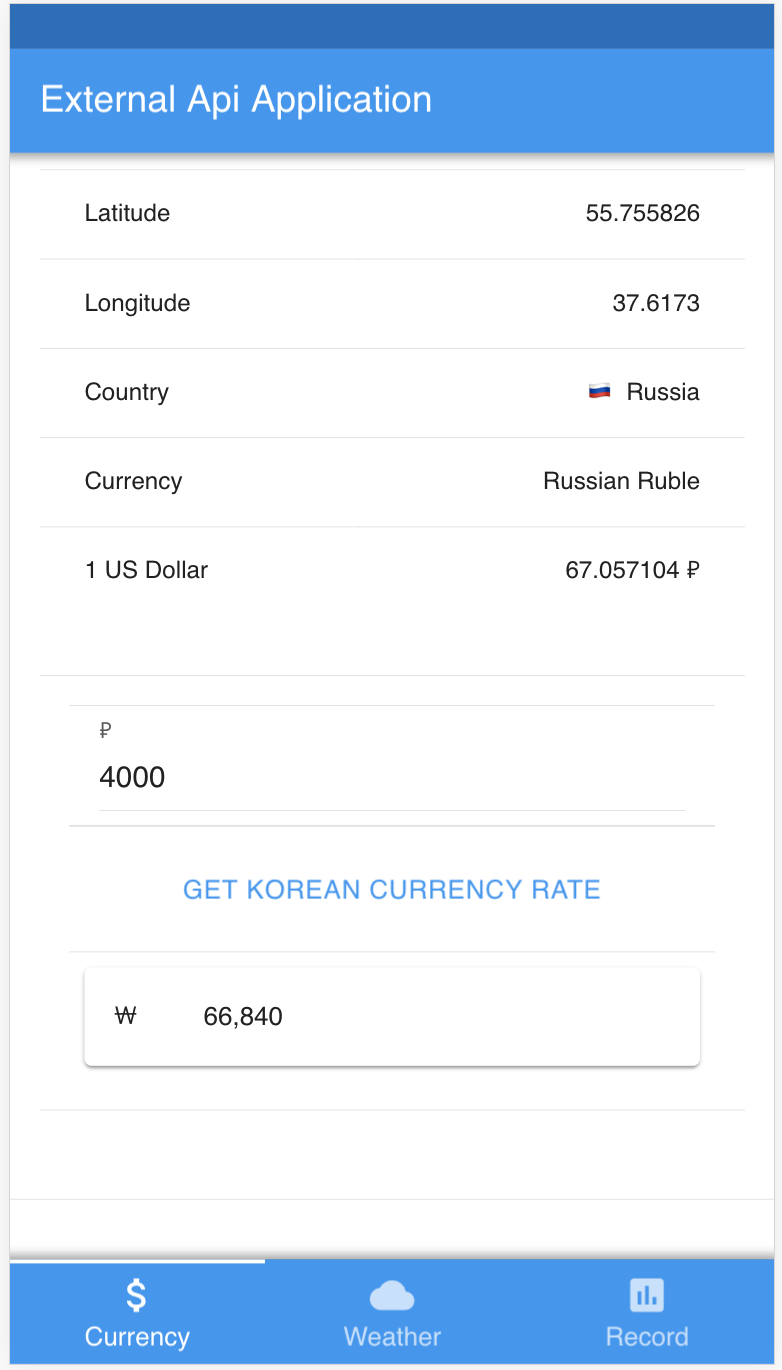 External Api Application
Latitude 55.755826
Longitude 37.6173
Country 🇷🇺 Russia
Currency Russian Ruble
1 US Dollar 67.057104 ₽
₽
4000
GET KOREAN CURRENCY RATE
₩ 66,840
Currency Weather Record